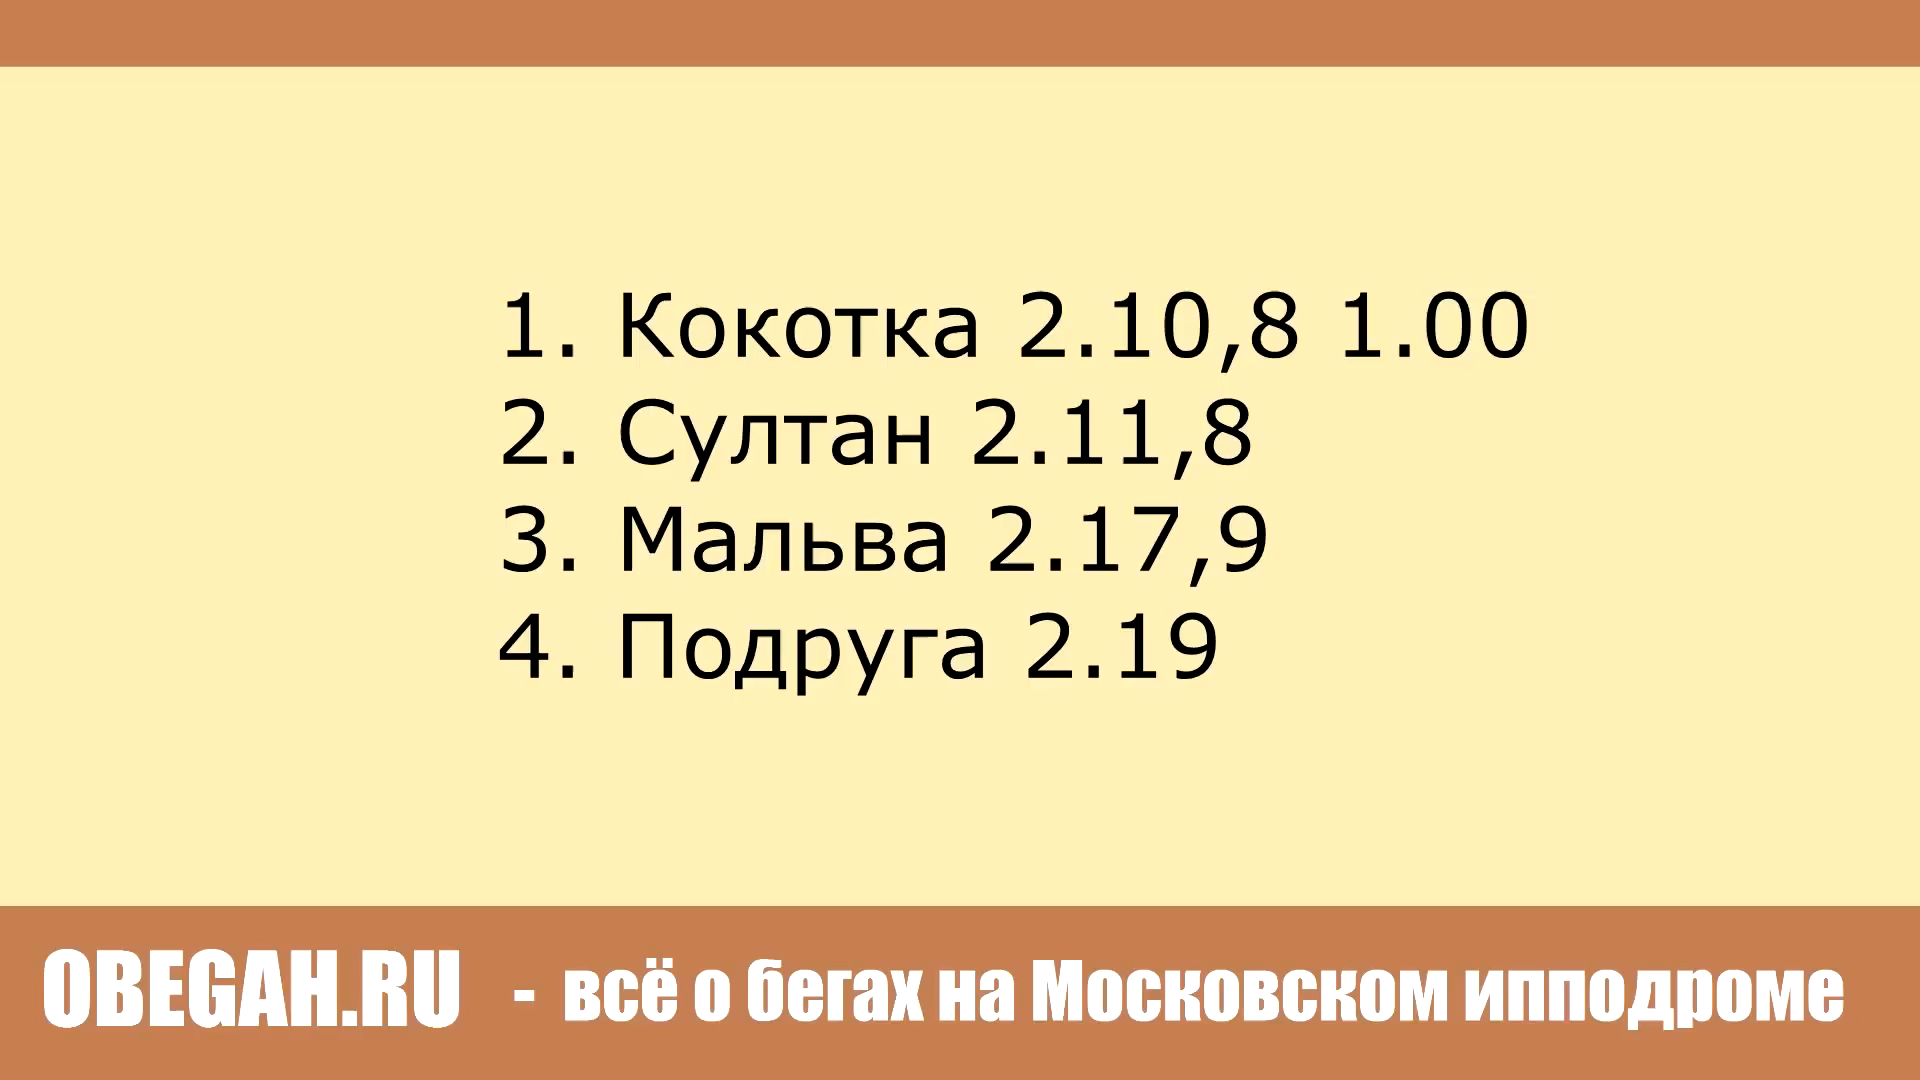 1. Кокотка 2.10,8 1.00
2. Султан 2.11,8
3. Мальва 2.17,9
4. Подруга 2.19
OBEGAH.RU - всё о бегах на Московском ипподроме